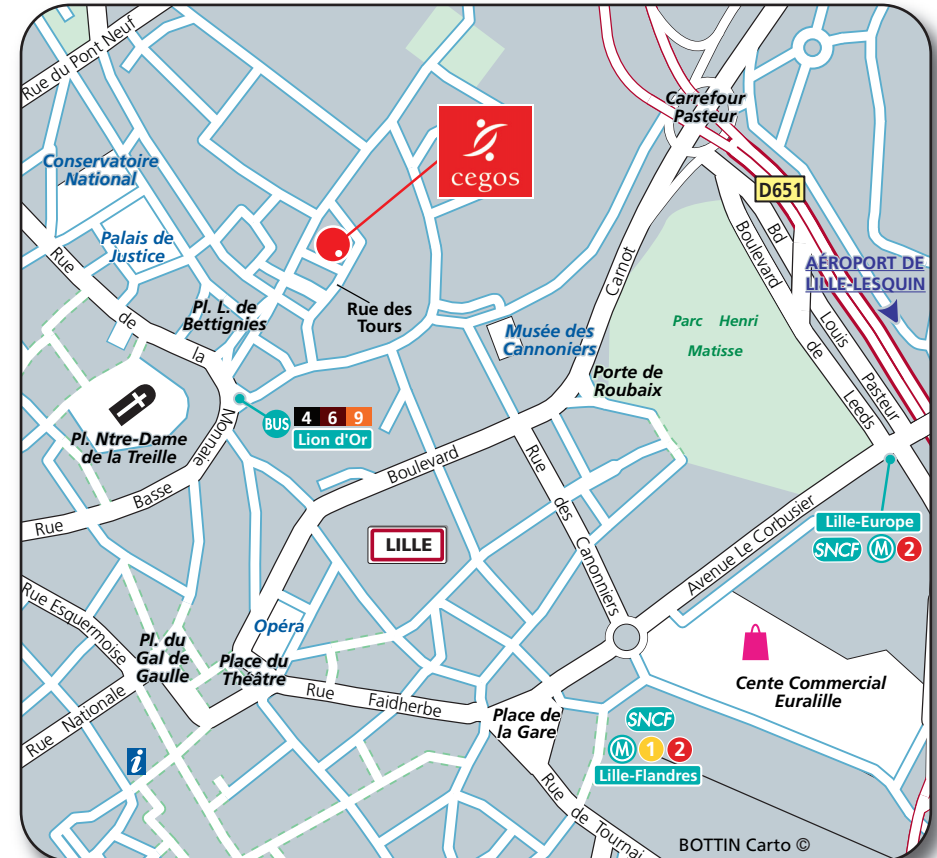 Rue du Pont Neuf
Carrefour
Pasteur
cegos
Conservatoire
National
D651
Palais de
Justice
Bd
Louis
Pasteur
Boulevard
de
Leeds
AÉROPORT DE
LILLE-LESQUIN
Rue
de
la
Monnaie
Carnot
Pl. L. de
Bettignies
Rue des
Tours
Musée des
Cannoniers
Parc Henri
Matisse
Porte de
Roubaix
BUS
4 6 9
Lion d'Or
Pl. Ntre-Dame
de la Treille
Boulevard
Rue
des
Canonniers
Rue
Basse
Avenue Le Corbusier
Lille-Europe
SNCF M 2
LILLE
Rue Esquermoise
Opéra
Pl. du
Gal de
Gaulle
Place du
Théâtre
Rue Faidherbe
Cente Commercial
Euralille
Rue Nationale
Place de
la Gare
SNCF
M 1 2
Lille-Flandres
i
Rue de Tournai
BOTTIN Carto ©